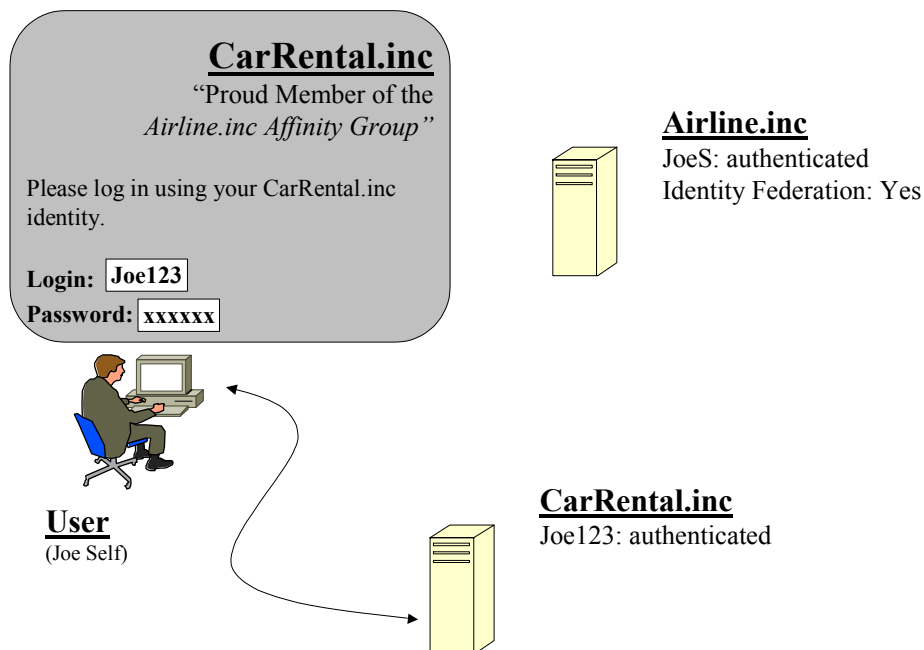 CarRental.inc
“Proud Member of the
Airline.inc Affinity Group”
Please log in using your CarRental.inc
identity.
Login: Joe123
Password: xxxxxx
Airline.inc
JoeS: authenticated
Identity Federation: Yes
User
(Joe Self)
CarRental.inc
Joe123: authenticated